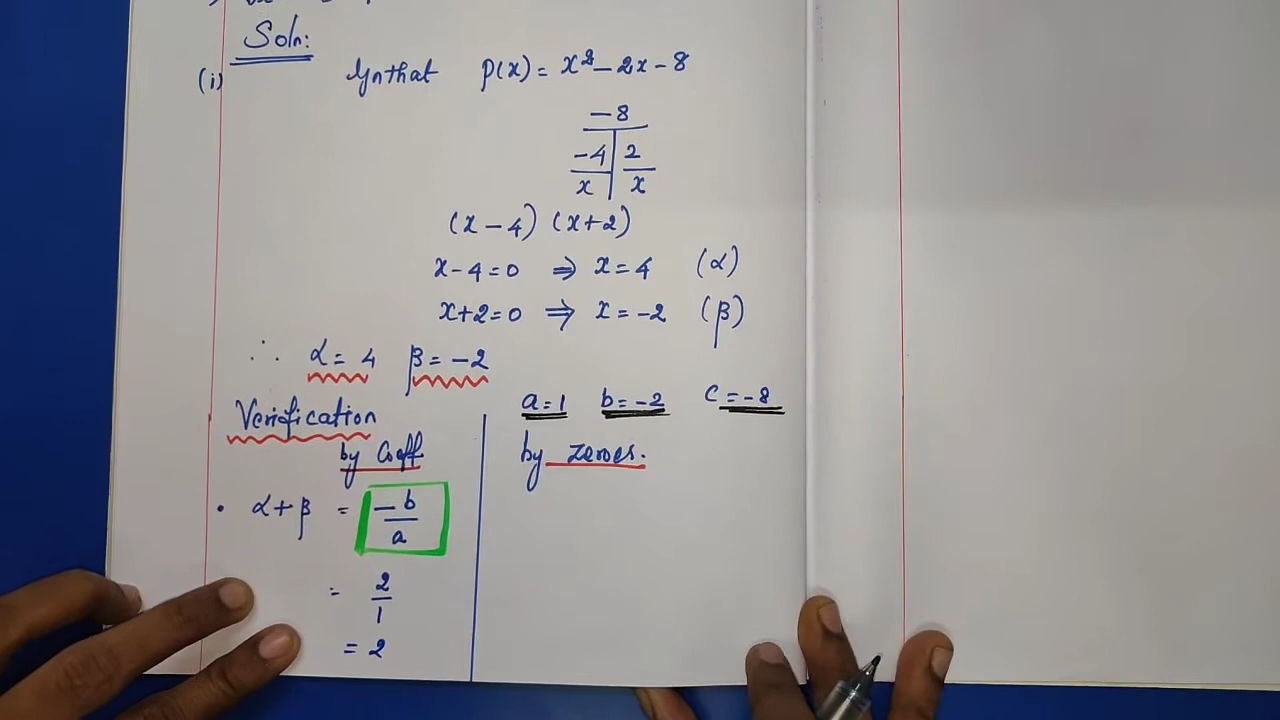 Soln:
(i) Gn that p(x) = x² - 2x - 8
-8
-4 | 2
x | x
(x - 4) (x + 2)
x - 4 = 0 ⇒ x = 4 (α)
x + 2 = 0 ⇒ x = -2 (β)
∴ α = 4 β = -2
a = 1 b = -2 c = -8
Verification
by Coeff
by zeroes.
• α + β = -b/a
= 2/1
= 2